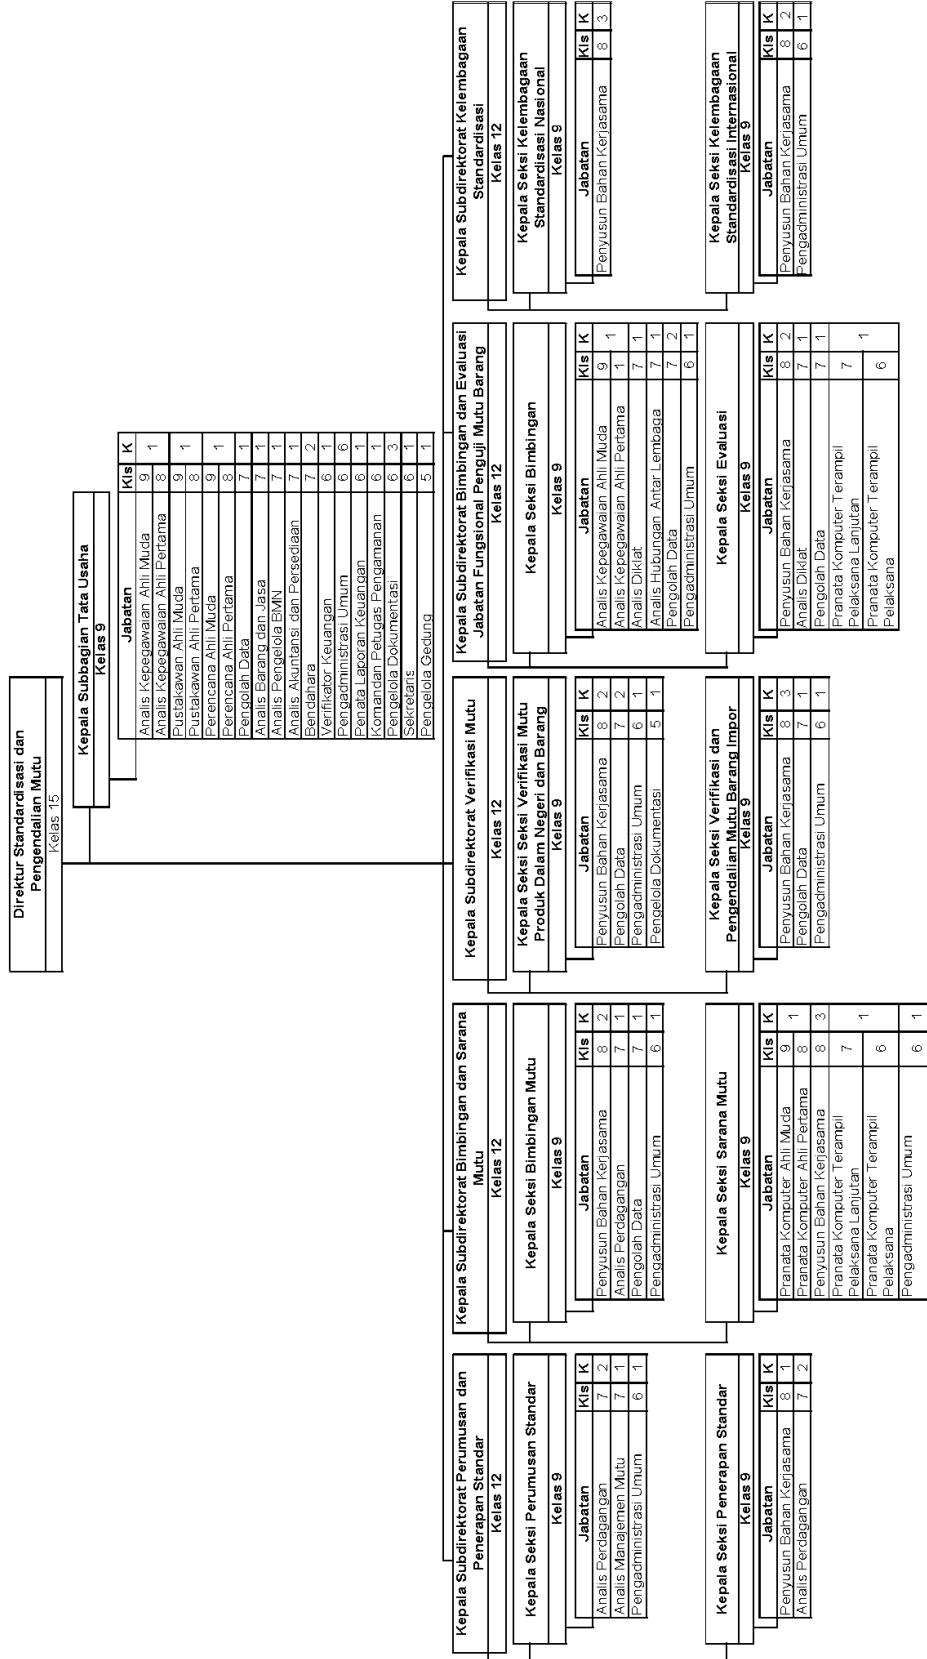 Direktur Standardisasi dan
Pengendalian Mutu
Kelas 15
Kepala Subbagian Tata Usaha
Kelas 9
Jabatan Kls K
Analis Kepegawaian Ahli Muda 9 1
Analis Kepegawaian Ahli Pertama 8
Pustakawan Ahli Muda 9 1
Pustakawan Ahli Pertama 8
Perencana Ahli Muda 9 1
Perencana Ahli Pertama 8
Pengolah Data 7 1
Analis Barang dan Jasa 7 1
Analis Pengelola BMN 7 1
Analis Akuntansi dan Persediaan 7 1
Bendahara 7 2
Verifikator Keuangan 6 1
Pengadministrasi Umum 6 6
Penata Laporan Keuangan 6 1
Komandan Petugas Pengamanan 6 1
Pengelola Dokumentasi 6 3
Sekretaris 6 1
Pengelola Gedung 5 1
Kepala Subdirektorat Perumusan dan
Penerapan Standar
Kelas 12
Kepala Seksi Perumusan Standar
Kelas 9
Jabatan Kls K
Analis Perdagangan 7 2
Analis Manajemen Mutu 7 1
Pengadministrasi Umum 6 1
Kepala Seksi Penerapan Standar
Kelas 9
Jabatan Kls K
Penyusun Bahan Kerjasama 8 1
Analis Perdagangan 7 2
Kepala Subdirektorat Bimbingan dan Sarana
Mutu
Kelas 12
Kepala Seksi Bimbingan Mutu
Kelas 9
Jabatan Kls K
Penyusun Bahan Kerjasama 8 2
Analis Perdagangan 7 1
Pengolah Data 7 1
Pengadministrasi Umum 6 1
Kepala Seksi Sarana Mutu
Kelas 9
Jabatan Kls K
Pranata Komputer Ahli Muda 9 1
Pranata Komputer Ahli Pertama 8
Penyusun Bahan Kerjasama 8 3
Pranata Komputer Terampil
Pelaksana Lanjutan 7 1
Pranata Komputer Terampil
Pelaksana 6
Pengadministrasi Umum 6 1
Kepala Subdirektorat Verifikasi Mutu
Kelas 12
Kepala Seksi Seksi Verifikasi Mutu
Produk Dalam Negeri dan Barang
Kelas 9
Jabatan Kls K
Penyusun Bahan Kerjasama 8 2
Pengolah Data 7 2
Pengadministrasi Umum 6 1
Pengelola Dokumentasi 5 1
Kepala Seksi Verifikasi dan
Pengendalian Mutu Barang Impor
Kelas 9
Jabatan Kls K
Penyusun Bahan Kerjasama 8 3
Pengolah Data 7 1
Pengadministrasi Umum 6 1
Kepala Subdirektorat Bimbingan dan Evaluasi
Jabatan Fungsional Penguji Mutu Barang
Kelas 12
Kepala Seksi Bimbingan
Kelas 9
Jabatan Kls K
Analis Kepegawaian Ahli Muda 9 1
Analis Kepegawaian Ahli Pertama 1
Analis Diklat 7 1
Analis Hubungan Antar Lembaga 7 1
Pengolah Data 7 2
Pengadministrasi Umum 6 1
Kepala Seksi Evaluasi
Kelas 9
Jabatan Kls K
Penyusun Bahan Kerjasama 8 2
Analis Diklat 7 1
Pengolah Data 7 1
Pranata Komputer Terampil
Pelaksana Lanjutan 7 1
Pranata Komputer Terampil
Pelaksana 6
Kepala Subdirektorat Kelembagaan
Standardisasi
Kelas 12
Kepala Seksi Kelembagaan
Standardisasi Nasional
Kelas 9
Jabatan Kls K
Penyusun Bahan Kerjasama 8 3
Kepala Seksi Kelembagaan
Standardisasi Internasional
Kelas 9
Jabatan Kls K
Penyusun Bahan Kerjasama 8 2
Pengadministrasi Umum 6 1